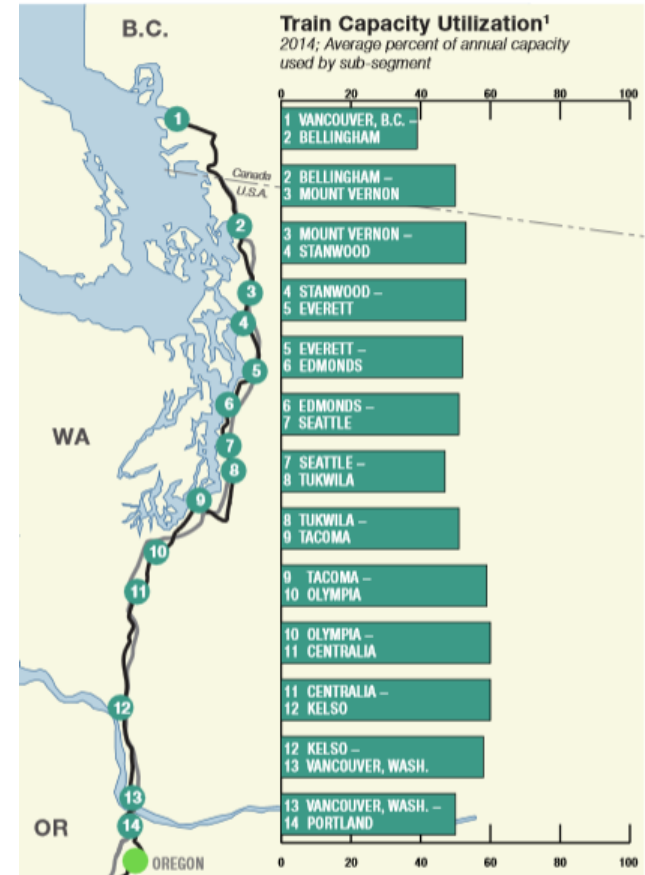 B.C.
Train Capacity Utilization¹
2014; Average percent of annual capacity
used by sub-segment
0 20 40 60 80 100
1 VANCOUVER, B.C. –
2 BELLINGHAM
2 BELLINGHAM –
3 MOUNT VERNON
3 MOUNT VERNON –
4 STANWOOD
4 STANWOOD –
5 EVERETT
5 EVERETT –
6 EDMONDS
6 EDMONDS –
7 SEATTLE
7 SEATTLE –
8 TUKWILA
8 TUKWILA –
9 TACOMA
9 TACOMA –
10 OLYMPIA
10 OLYMPIA –
11 CENTRALIA
11 CENTRALIA –
12 KELSO
12 KELSO –
13 VANCOUVER, WASH.
13 VANCOUVER, WASH. –
14 PORTLAND
0 20 40 60 80 100
1
Canada
U.S.A.
2
3
4
5
6
WA
7
8
9
10
11
12
13
OR
14
OREGON